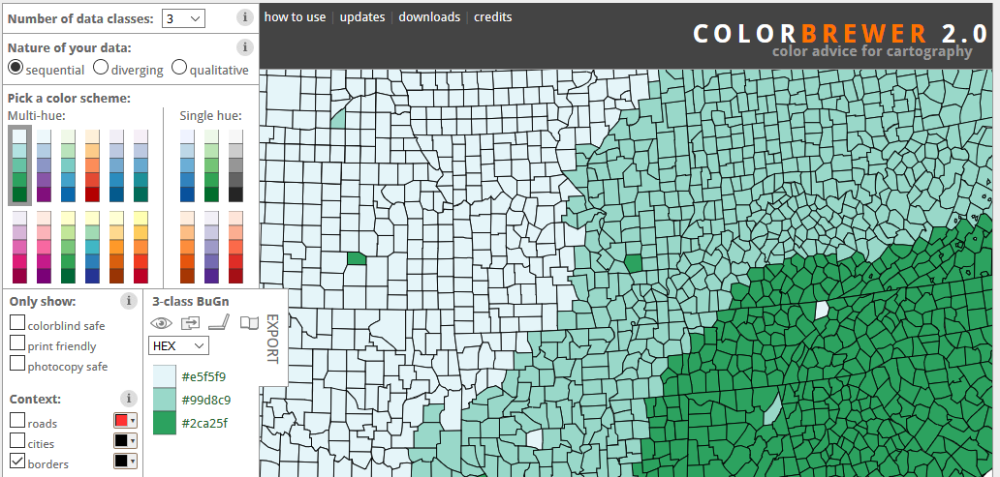 Number of data classes: 3 i
how to use | updates | downloads | credits
COLORBREWER 2.0
color advice for cartography
Nature of your data: i
sequential diverging qualitative
Pick a color scheme:
Multi-hue: Single hue:
Only show: i
colorblind safe
print friendly
photocopy safe
Context: i
roads
cities
borders
3-class BuGn
EXPORT
HEX
#e5f5f9
#99d8c9
#2ca25f